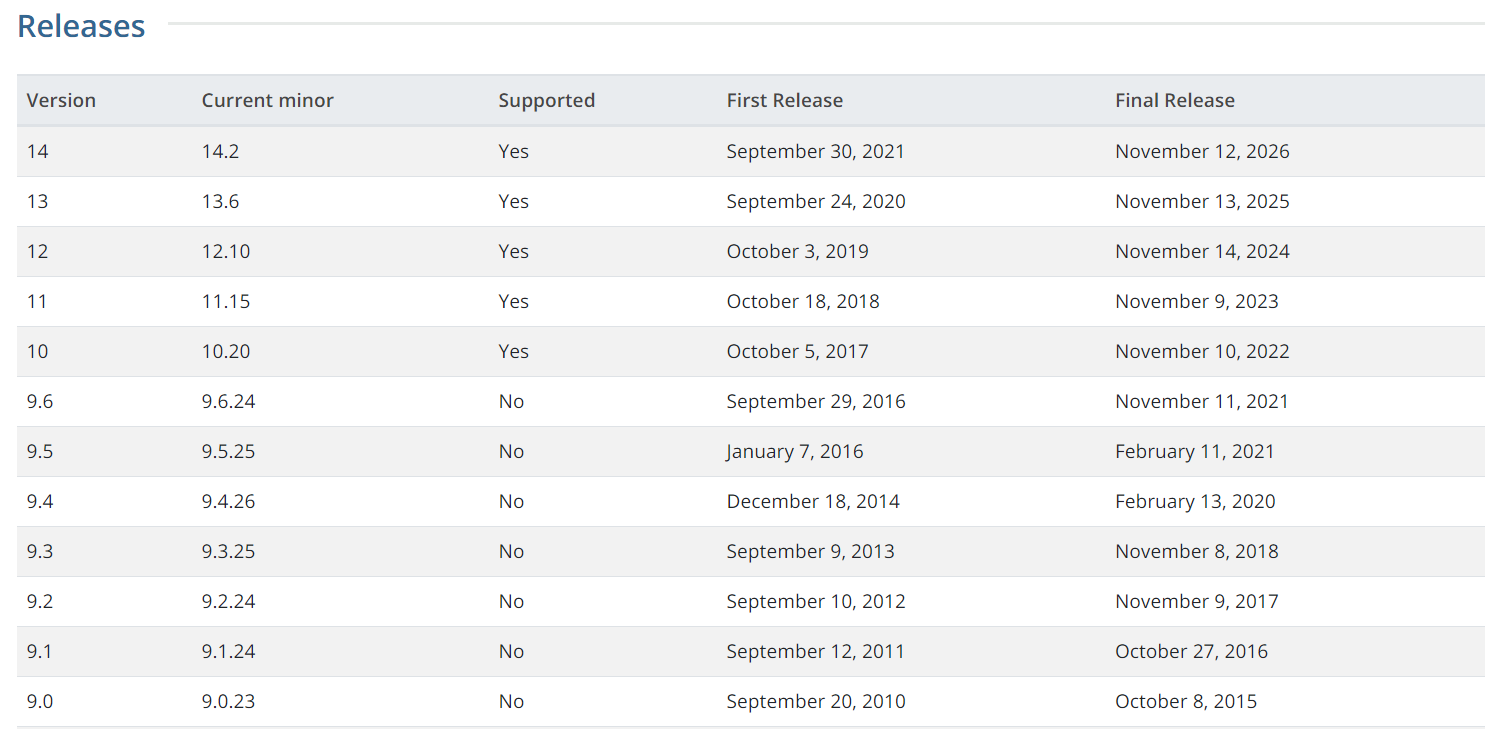 Releases
Version Current minor Supported First Release Final Release
14 14.2 Yes September 30, 2021 November 12, 2026
13 13.6 Yes September 24, 2020 November 13, 2025
12 12.10 Yes October 3, 2019 November 14, 2024
11 11.15 Yes October 18, 2018 November 9, 2023
10 10.20 Yes October 5, 2017 November 10, 2022
9.6 9.6.24 No September 29, 2016 November 11, 2021
9.5 9.5.25 No January 7, 2016 February 11, 2021
9.4 9.4.26 No December 18, 2014 February 13, 2020
9.3 9.3.25 No September 9, 2013 November 8, 2018
9.2 9.2.24 No September 10, 2012 November 9, 2017
9.1 9.1.24 No September 12, 2011 October 27, 2016
9.0 9.0.23 No September 20, 2010 October 8, 2015